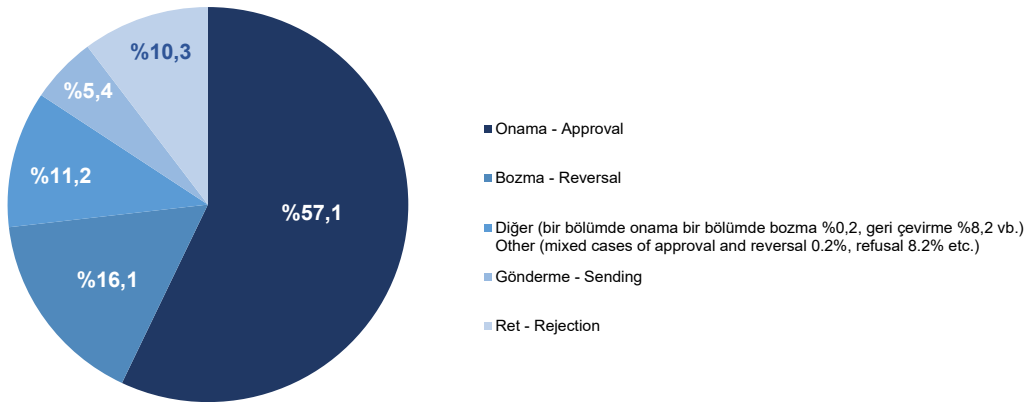 %10,3
%5,4
%11,2
%57,1
%16,1
Onama - Approval
Bozma - Reversal
Diğer (bir bölümde onama bir bölümde bozma %0,2, geri çevirme %8,2 vb.)
Other (mixed cases of approval and reversal 0.2%, refusal 8.2% etc.)
Gönderme - Sending
Ret - Rejection